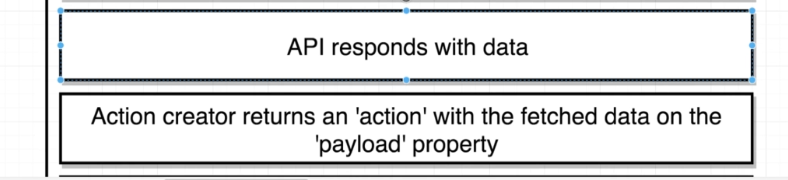 API responds with data
Action creator returns an 'action' with the fetched data on the
'payload' property